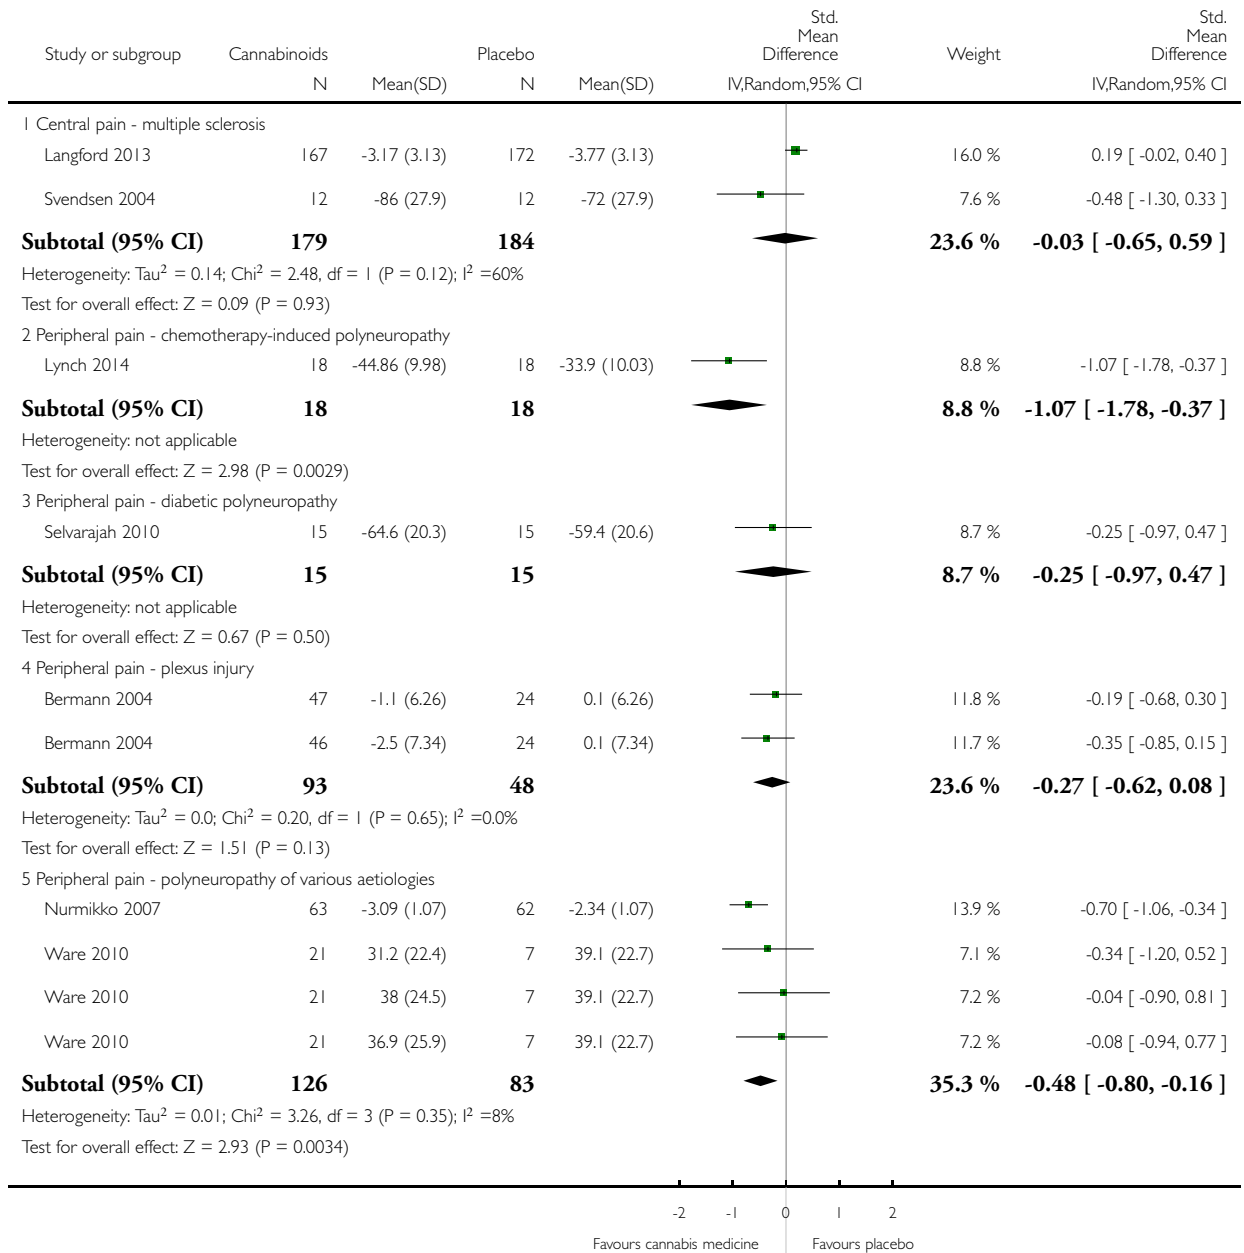 Study or subgroup Cannabinoids Placebo Std. Mean Difference Weight Std. Mean Difference
N Mean(SD) N Mean(SD) IV,Random,95% CI IV,Random,95% CI
1 Central pain - multiple sclerosis
Langford 2013 167 -3.17 (3.13) 172 -3.77 (3.13) 16.0 % 0.19 [ -0.02, 0.40 ]
Svendsen 2004 12 -86 (27.9) 12 -72 (27.9) 7.6 % -0.48 [ -1.30, 0.33 ]
Subtotal (95% CI) 179 184 23.6 % -0.03 [ -0.65, 0.59 ]
Heterogeneity: Tau² = 0.14; Chi² = 2.48, df = 1 (P = 0.12); I² =60%
Test for overall effect: Z = 0.09 (P = 0.93)
2 Peripheral pain - chemotherapy-induced polyneuropathy
Lynch 2014 18 -44.86 (9.98) 18 -33.9 (10.03) 8.8 % -1.07 [ -1.78, -0.37 ]
Subtotal (95% CI) 18 18 8.8 % -1.07 [ -1.78, -0.37 ]
Heterogeneity: not applicable
Test for overall effect: Z = 2.98 (P = 0.0029)
3 Peripheral pain - diabetic polyneuropathy
Selvarajah 2010 15 -64.6 (20.3) 15 -59.4 (20.6) 8.7 % -0.25 [ -0.97, 0.47 ]
Subtotal (95% CI) 15 15 8.7 % -0.25 [ -0.97, 0.47 ]
Heterogeneity: not applicable
Test for overall effect: Z = 0.67 (P = 0.50)
4 Peripheral pain - plexus injury
Bermann 2004 47 -1.1 (6.26) 24 0.1 (6.26) 11.8 % -0.19 [ -0.68, 0.30 ]
Bermann 2004 46 -2.5 (7.34) 24 0.1 (7.34) 11.7 % -0.35 [ -0.85, 0.15 ]
Subtotal (95% CI) 93 48 23.6 % -0.27 [ -0.62, 0.08 ]
Heterogeneity: Tau² = 0.0; Chi² = 0.20, df = 1 (P = 0.65); I² =0.0%
Test for overall effect: Z = 1.51 (P = 0.13)
5 Peripheral pain - polyneuropathy of various aetiologies
Nurmikko 2007 63 -3.09 (1.07) 62 -2.34 (1.07) 13.9 % -0.70 [ -1.06, -0.34 ]
Ware 2010 21 31.2 (22.4) 7 39.1 (22.7) 7.1 % -0.34 [ -1.20, 0.52 ]
Ware 2010 21 38 (24.5) 7 39.1 (22.7) 7.2 % -0.04 [ -0.90, 0.81 ]
Ware 2010 21 36.9 (25.9) 7 39.1 (22.7) 7.2 % -0.08 [ -0.94, 0.77 ]
Subtotal (95% CI) 126 83 35.3 % -0.48 [ -0.80, -0.16 ]
Heterogeneity: Tau² = 0.01; Chi² = 3.26, df = 3 (P = 0.35); I² =8%
Test for overall effect: Z = 2.93 (P = 0.0034)
-2 -1 0 1 2
Favours cannabis medicine Favours placebo